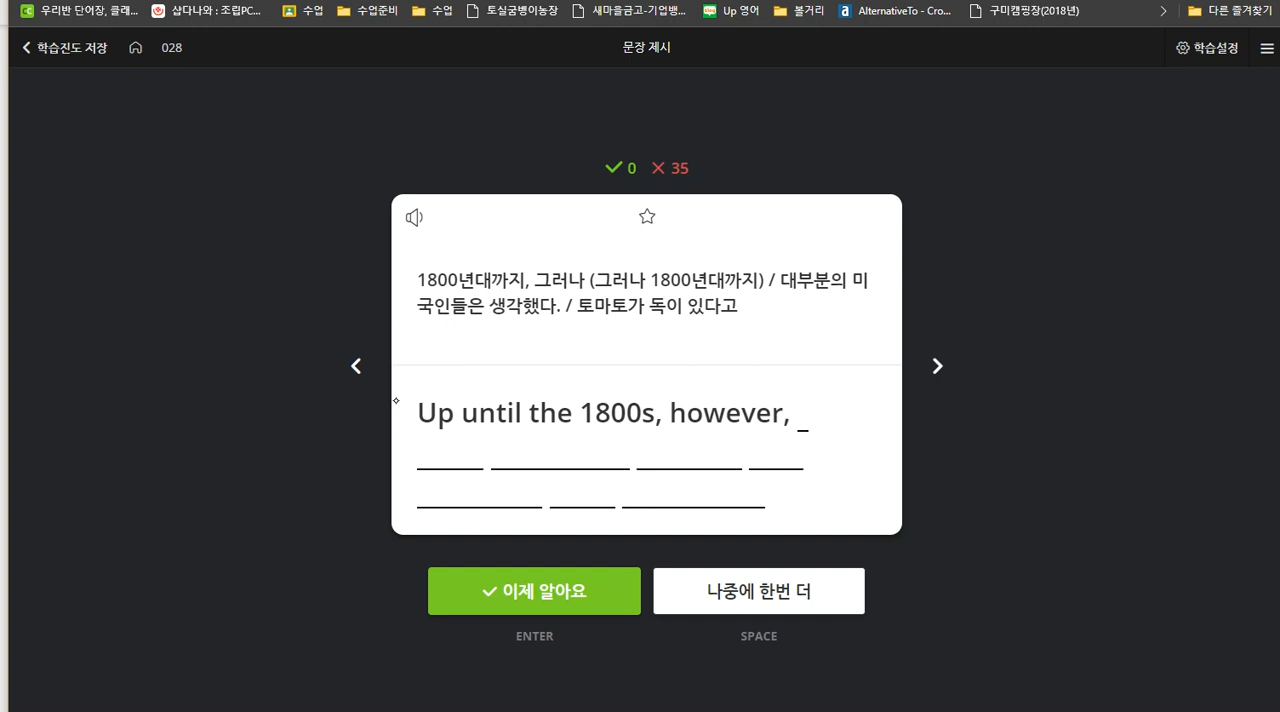 우리반 단어장, 클래... 샵다나와 : 조립PC... 수업 수업준비 수업 토실굼벵이농장 새마을금고-기업뱅... Up 영어 볼거리 AlternativeTo - Cro... 구미캠핑장(2018년) 다른 즐겨찾기
학습진도 저장 028 문장 제시 학습설정
0 35
1800년대까지, 그러나 (그러나 1800년대까지) / 대부분의 미
국인들은 생각했다. / 토마토가 독이 있다고
Up until the 1800s, however, _
이제 알아요 나중에 한번 더
ENTER SPACE